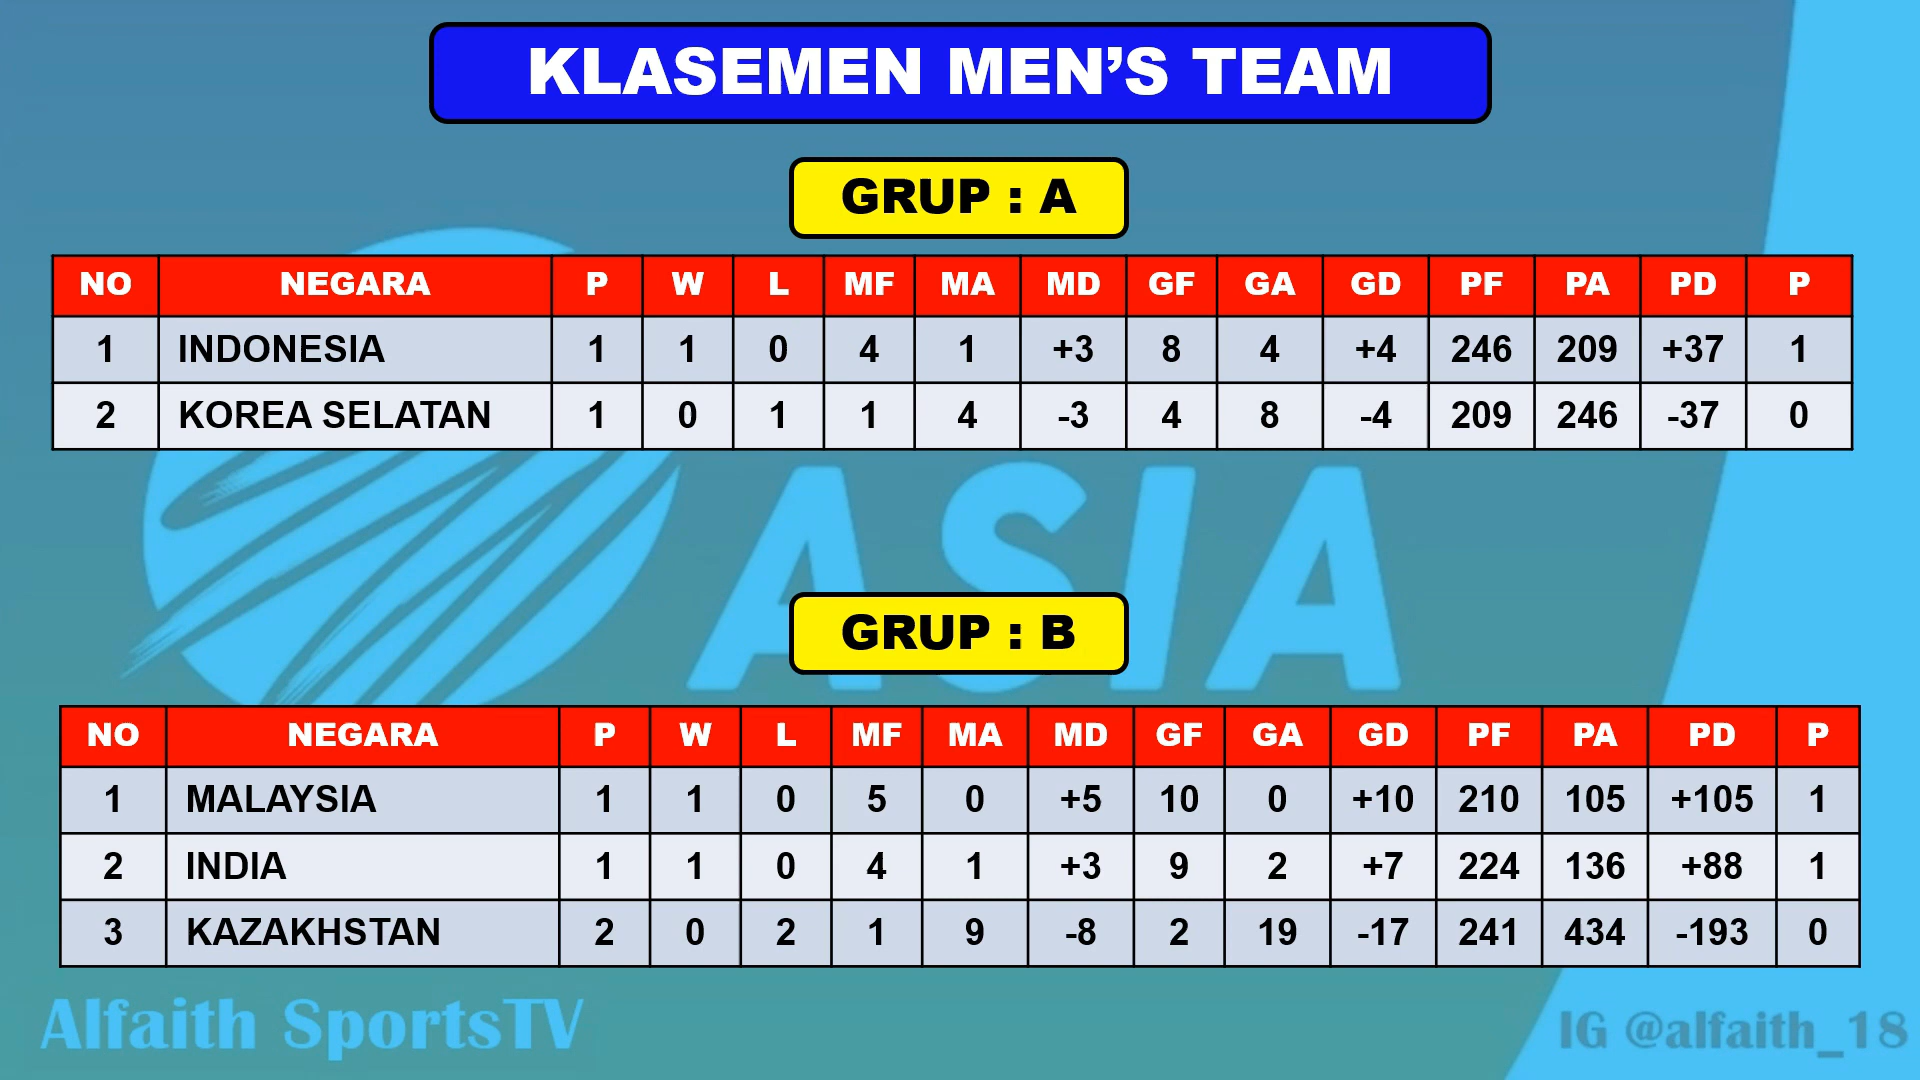 KLASEMEN MEN'S TEAM
GRUP : A
NO NEGARA P W L MF MA MD GF GA GD PF PA PD P
1 INDONESIA 1 1 0 4 1 +3 8 4 +4 246 209 +37 1
2 KOREA SELATAN 1 0 1 1 4 -3 4 8 -4 209 246 -37 0
ASIA
GRUP : B
NO NEGARA P W L MF MA MD GF GA GD PF PA PD P
1 MALAYSIA 1 1 0 5 0 +5 10 0 +10 210 105 +105 1
2 INDIA 1 1 0 4 1 +3 9 2 +7 224 136 +88 1
3 KAZAKHSTAN 2 0 2 1 9 -8 2 19 -17 241 434 -193 0
Alfaith SportsTV
IG @alfaith_18